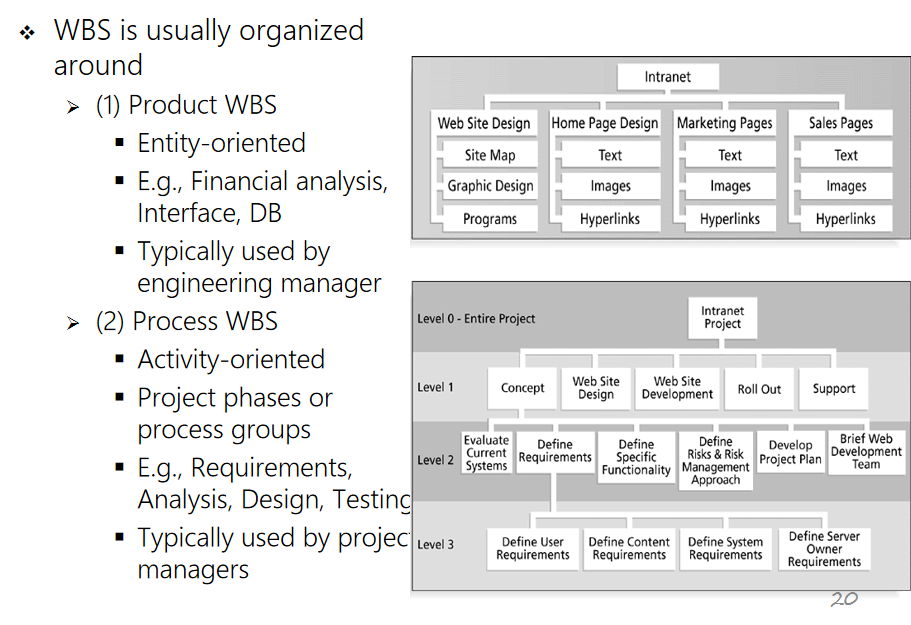 WBS is usually organized
around
(1) Product WBS
Entity-oriented
E.g., Financial analysis,
Interface, DB
Typically used by
engineering manager
(2) Process WBS
Activity-oriented
Project phases or
process groups
E.g., Requirements,
Analysis, Design, Testing
Typically used by projec
managers
Intranet
Web Site Design
Home Page Design
Marketing Pages
Sales Pages
Site Map
Text
Text
Text
Graphic Design
Images
Images
Images
Programs
Hyperlinks
Hyperlinks
Hyperlinks
Level 0 - Entire Project
Intranet
Project
Level 1
Concept
Web Site
Design
Web Site
Development
Roll Out
Support
Level 2
Evaluate
Current
Systems
Define
Requirements
Define
Specific
Functionality
Define
Risks & Risk
Management
Approach
Develop
Project Plan
Brief Web
Development
Team
Level 3
Define User
Requirements
Define Content
Requirements
Define System
Requirements
Define Server
Owner
Requirements
20